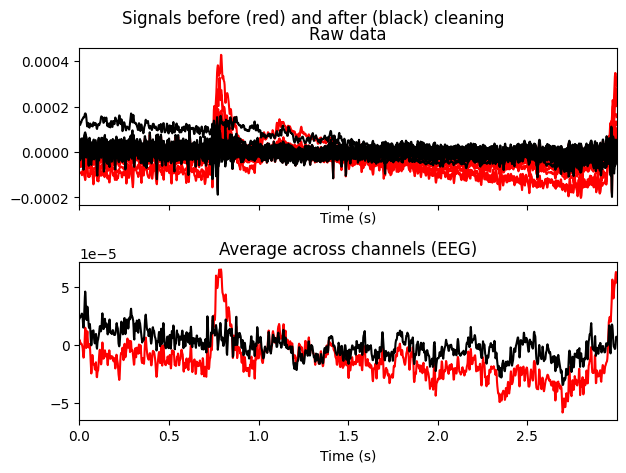 Signals before (red) and after (black) cleaning
Raw data
0.0004
0.0002
0.0000
−0.0002
Time (s)
1e−5
Average across channels (EEG)
5
0
−5
0.0 0.5 1.0 1.5 2.0 2.5
Time (s)